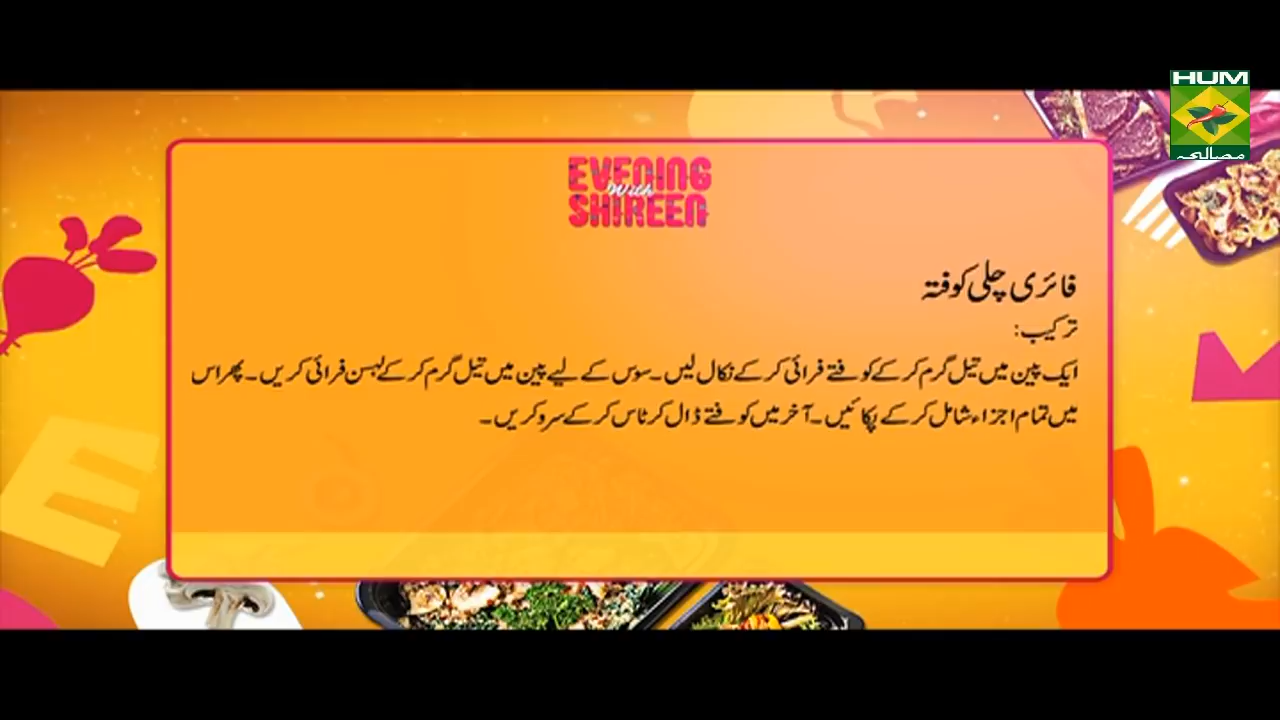 HUM
مصالحہ
EVENING
With
SHIREEN
فائری چلی کوفتہ
ترکیب:
ایک پین میں تیل گرم کر کے کوفتے فرائی کر کے نکال لیں۔ سوس کے لیے پین میں تیل گرم کر کے لہسن فرائی کریں۔ پھر اس
میں تمام اجزاء شامل کر کے پکائیں۔ آخر میں کوفتے ڈال کر ٹاس کر کے سرو کریں۔
E